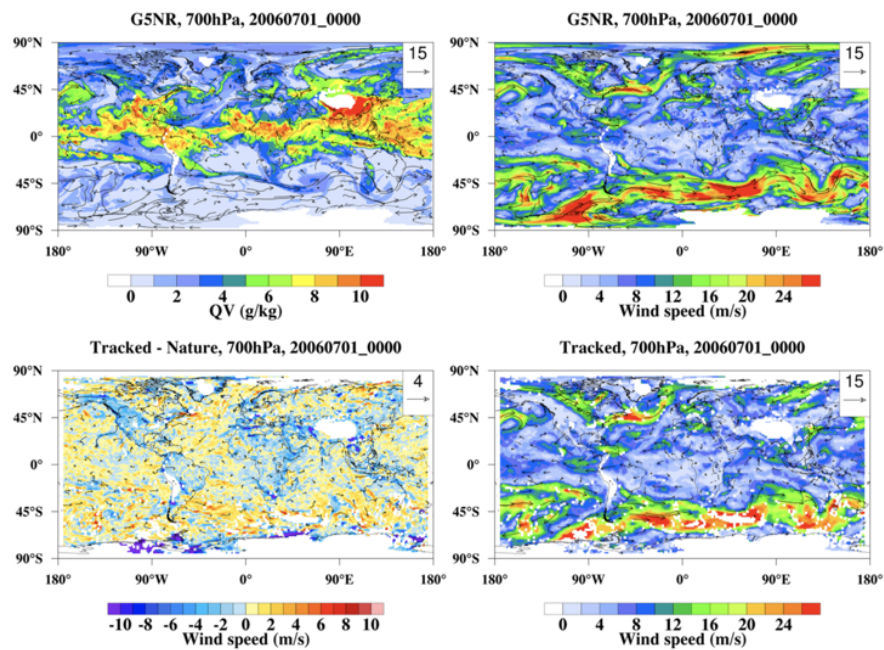 G5NR, 700hPa, 20060701_0000
15
90°N
45°N
0°
45°S
90°S
180° 90°W 0° 90°E 180°
0 2 4 6 8 10
QV (g/kg)
G5NR, 700hPa, 20060701_0000
15
90°N
45°N
0°
45°S
90°S
180° 90°W 0° 90°E 180°
0 4 8 12 16 20 24
Wind speed (m/s)
Tracked - Nature, 700hPa, 20060701_0000
4
90°N
45°N
0°
45°S
90°S
180° 90°W 0° 90°E 180°
-10 -8 -6 -4 -2 0 2 4 6 8 10
Wind speed (m/s)
Tracked, 700hPa, 20060701_0000
15
90°N
45°N
0°
45°S
90°S
180° 90°W 0° 90°E 180°
0 4 8 12 16 20 24
Wind speed (m/s)